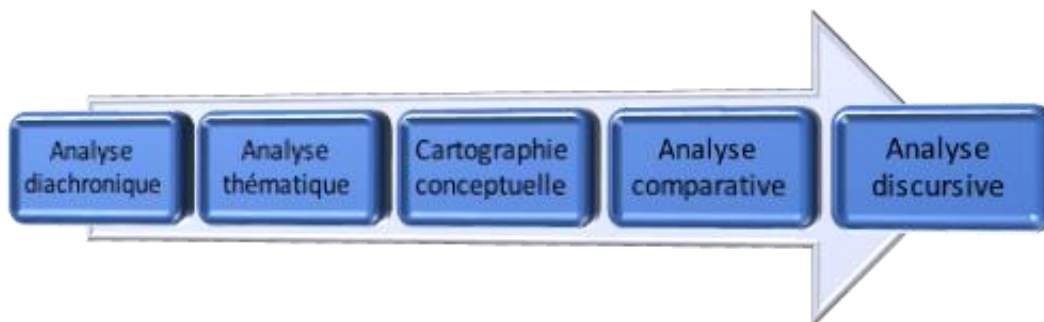 Analyse
diachronique
Analyse
thématique
Cartographie
conceptuelle
Analyse
comparative
Analyse
discursive